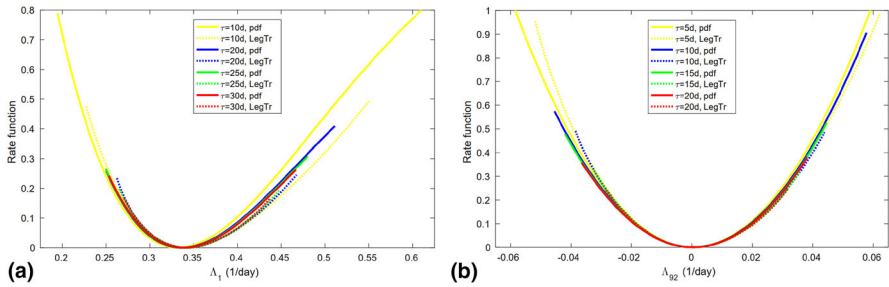 0.8
0.7
0.6
0.5
0.4
0.3
0.2
0.1
0
Rate function
τ=10d, pdf
τ=10d, LegTr
τ=20d, pdf
τ=20d, LegTr
τ=25d, pdf
τ=25d, LegTr
τ=30d, pdf
τ=30d, LegTr
0.2 0.25 0.3 0.35 0.4 0.45 0.5 0.55 0.6
Λ₁ (1/day)
(a)
1
0.9
0.8
0.7
0.6
0.5
0.4
0.3
0.2
0.1
0
Rate function
τ=5d, pdf
τ=5d, LegTr
τ=10d, pdf
τ=10d, LegTr
τ=15d, pdf
τ=15d, LegTr
τ=20d, pdf
τ=20d, LegTr
-0.06 -0.04 -0.02 0 0.02 0.04 0.06
Λ₉₂ (1/day)
(b)